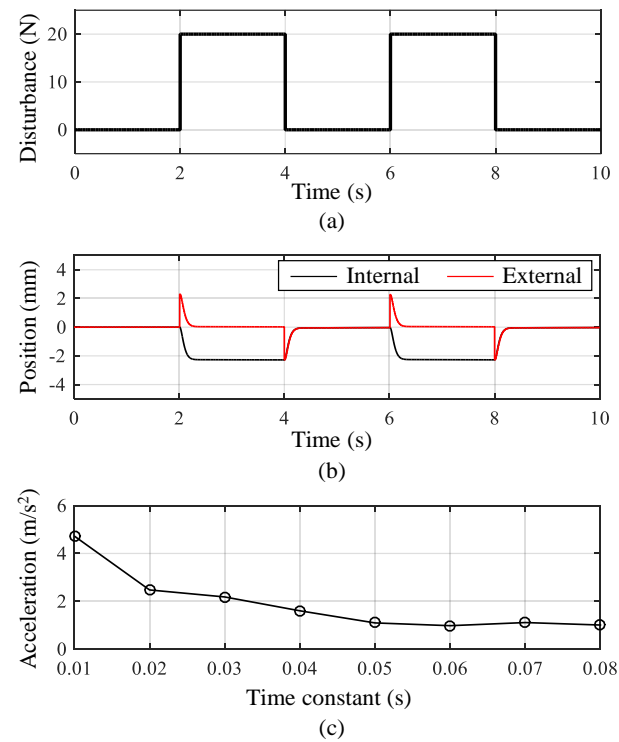 Disturbance (N)
20
10
0
0 2 4 6 8 10
Time (s)
(a)
Position (mm)
4
2
0
-2
-4
Internal External
0 2 4 6 8 10
Time (s)
(b)
Acceleration (m/s²)
6
4
2
0
0.01 0.02 0.03 0.04 0.05 0.06 0.07 0.08
Time constant (s)
(c)